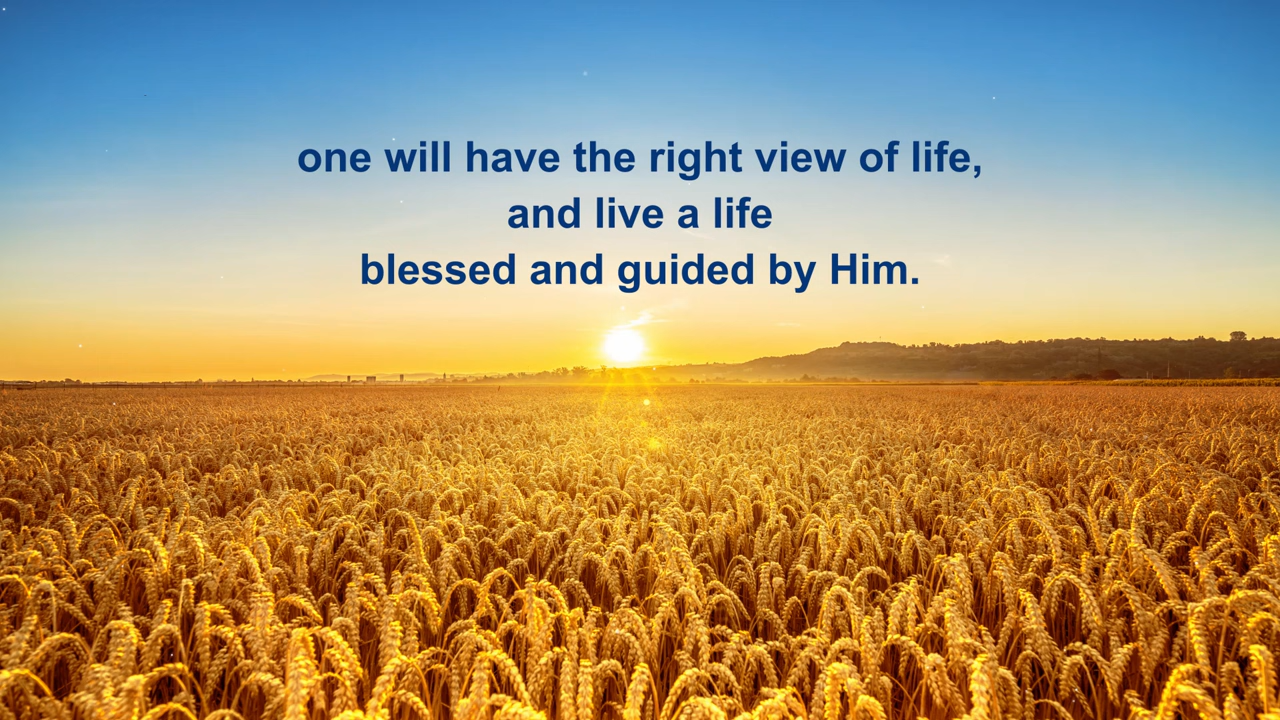 one will have the right view of life,
and live a life
blessed and guided by Him.